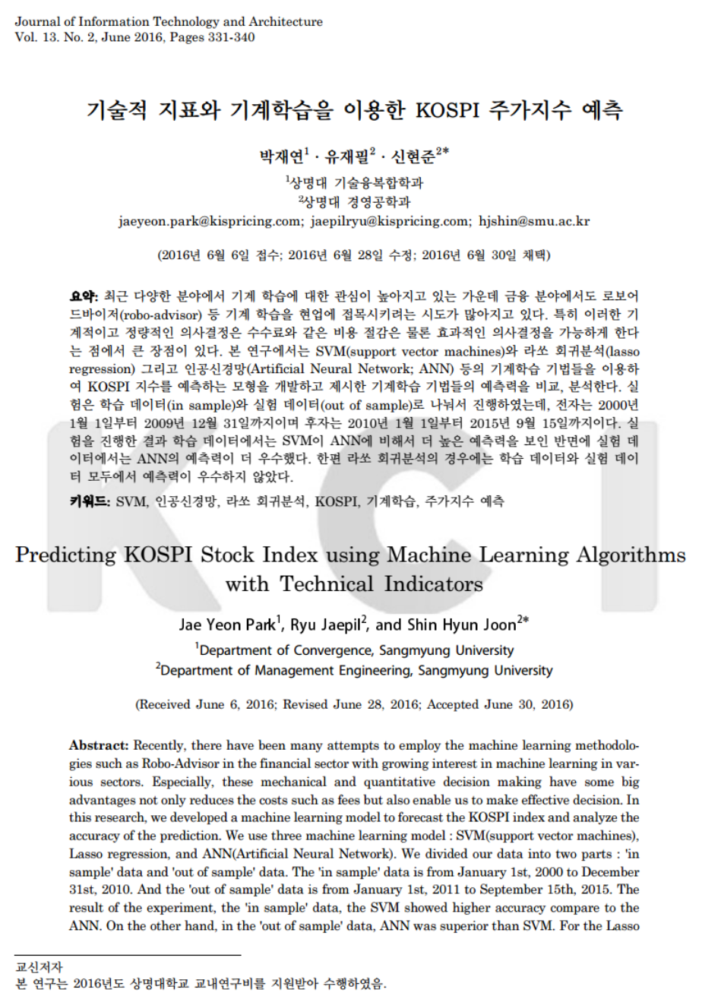 Journal of Information Technology and Architecture
Vol. 13. No. 2, June 2016, Pages 331-340
기술적 지표와 기계학습을 이용한 KOSPI 주가지수 예측
박재연1 · 유재필2 · 신현준2*
1상명대 기술융복합학과
2상명대 경영공학과
jaeyeon.park@kispricing.com; jaepilryu@kispricing.com; hjshin@smu.ac.kr
(2016년 6월 6일 접수; 2016년 6월 28일 수정; 2016년 6월 30일 채택)
요약: 최근 다양한 분야에서 기계 학습에 대한 관심이 높아지고 있는 가운데 금융 분야에서도 로보어
드바이저(robo-advisor) 등 기계 학습을 현업에 접목시키려는 시도가 많아지고 있다. 특히 이러한 기
계적이고 정량적인 의사결정은 수수료와 같은 비용 절감은 물론 효과적인 의사결정을 가능하게 한다
는 점에서 큰 장점이 있다. 본 연구에서는 SVM(support vector machines)와 라쏘 회귀분석(lasso
regression) 그리고 인공신경망(Artificial Neural Network; ANN) 등의 기계학습 기법들을 이용하
여 KOSPI 지수를 예측하는 모형을 개발하고 제시한 기계학습 기법들의 예측력을 비교, 분석한다. 실
험은 학습 데이터(in sample)와 실험 데이터(out of sample)로 나눠서 진행하였는데, 전자는 2000년
1월 1일부터 2009년 12월 31일까지이며 후자는 2010년 1월 1일부터 2015년 9월 15일까지이다. 실
험을 진행한 결과 학습 데이터에서는 SVM이 ANN에 비해서 더 높은 예측력을 보인 반면에 실험 데
이터에서는 ANN의 예측력이 더 우수했다. 한편 라쏘 회귀분석의 경우에는 학습 데이터와 실험 데이
터 모두에서 예측력이 우수하지 않았다.
키워드: SVM, 인공신경망, 라쏘 회귀분석, KOSPI, 기계학습, 주가지수 예측
KCI
Predicting KOSPI Stock Index using Machine Learning Algorithms
with Technical Indicators
Jae Yeon Park1, Ryu Jaepil2, and Shin Hyun Joon2*
1Department of Convergence, Sangmyung University
2Department of Management Engineering, Sangmyung University
(Received June 6, 2016; Revised June 28, 2016; Accepted June 30, 2016)
Abstract: Recently, there have been many attempts to employ the machine learning methodolo-
gies such as Robo-Advisor in the financial sector with growing interest in machine learning in var-
ious sectors. Especially, these mechanical and quantitative decision making have some big
advantages not only reduces the costs such as fees but also enable us to make effective decision. In
this research, we developed a machine learning model to forecast the KOSPI index and analyze the
accuracy of the prediction. We use three machine learning model : SVM(support vector machines),
Lasso regression, and ANN(Artificial Neural Network). We divided our data into two parts : 'in
sample' data and 'out of sample' data. The 'in sample' data is from January 1st, 2000 to December
31st, 2010. And the 'out of sample' data is from January 1st, 2011 to September 15th, 2015. The
result of the experiment, the 'in sample' data, the SVM showed higher accuracy compare to the
ANN. On the other hand, in the 'out of sample' data, ANN was superior than SVM. For the Lasso
교신저자
본 연구는 2016년도 상명대학교 교내연구비를 지원받아 수행하였음.